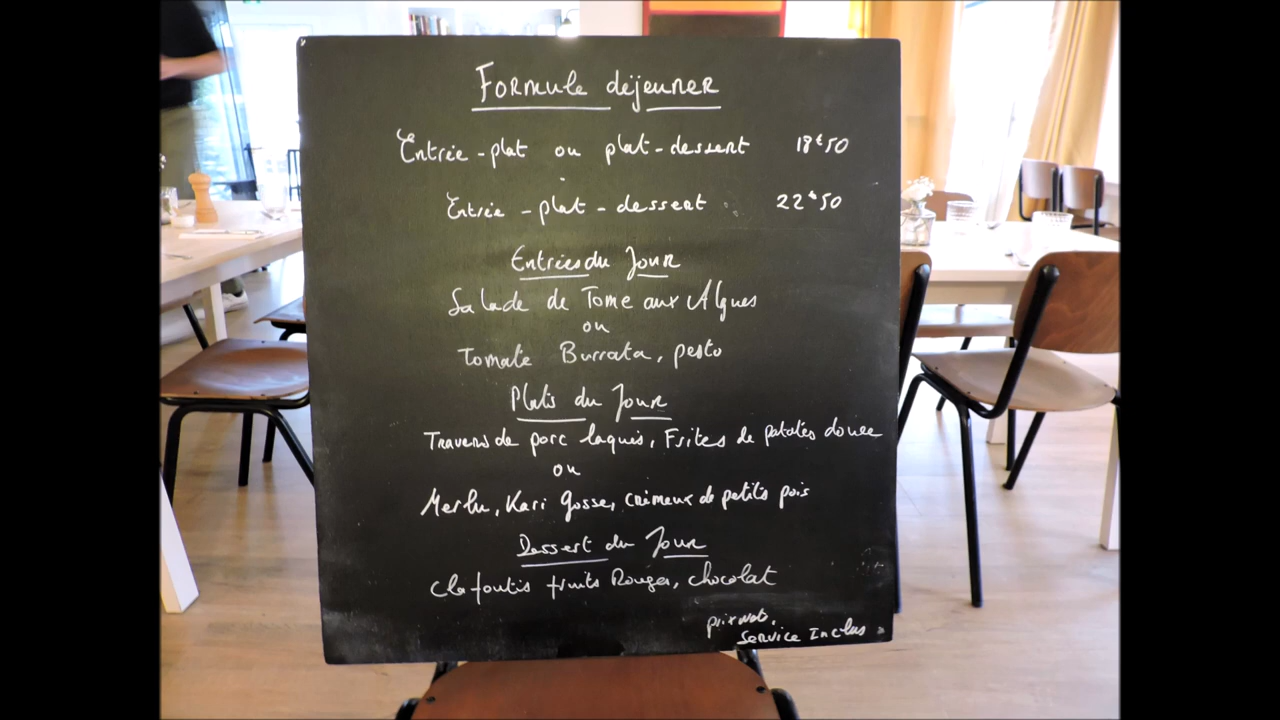 Formule déjeuner
Entrée - plat ou plat - dessert 18€50
Entrée - plat - dessert 22€50
Entrées du Jour
Salade de Tome aux Algues
ou
Tomate Burrata, pesto
Plats du Jour
Travers de porc laqués, Frites de patates douce
ou
Merlu, Kari Gosse, crémeux de petits pois
Dessert du Jour
Clafoutis fruits Rouges, chocolat
prix nets,
Service Inclus